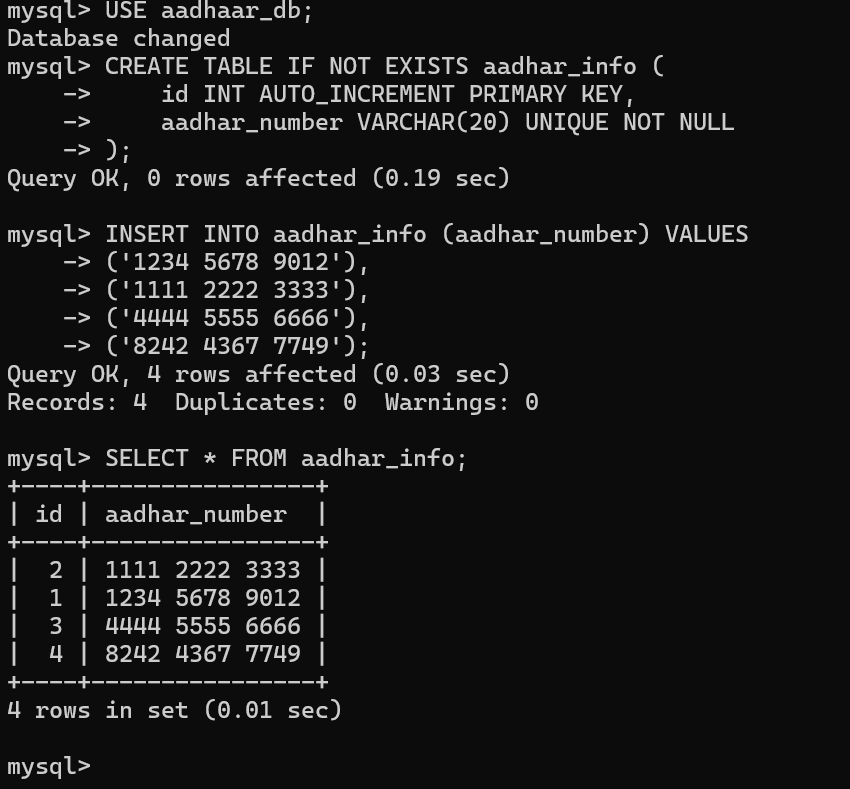 mysql> USE aadhaar_db;
Database changed
mysql> CREATE TABLE IF NOT EXISTS aadhar_info (
    ->     id INT AUTO_INCREMENT PRIMARY KEY,
    ->     aadhar_number VARCHAR(20) UNIQUE NOT NULL
    -> );
Query OK, 0 rows affected (0.19 sec)

mysql> INSERT INTO aadhar_info (aadhar_number) VALUES
    -> ('1234 5678 9012'),
    -> ('1111 2222 3333'),
    -> ('4444 5555 6666'),
    -> ('8242 4367 7749');
Query OK, 4 rows affected (0.03 sec)
Records: 4  Duplicates: 0  Warnings: 0

mysql> SELECT * FROM aadhar_info;
+----+----------------+
| id | aadhar_number  |
+----+----------------+
|  2 | 1111 2222 3333 |
|  1 | 1234 5678 9012 |
|  3 | 4444 5555 6666 |
|  4 | 8242 4367 7749 |
+----+----------------+
4 rows in set (0.01 sec)

mysql>